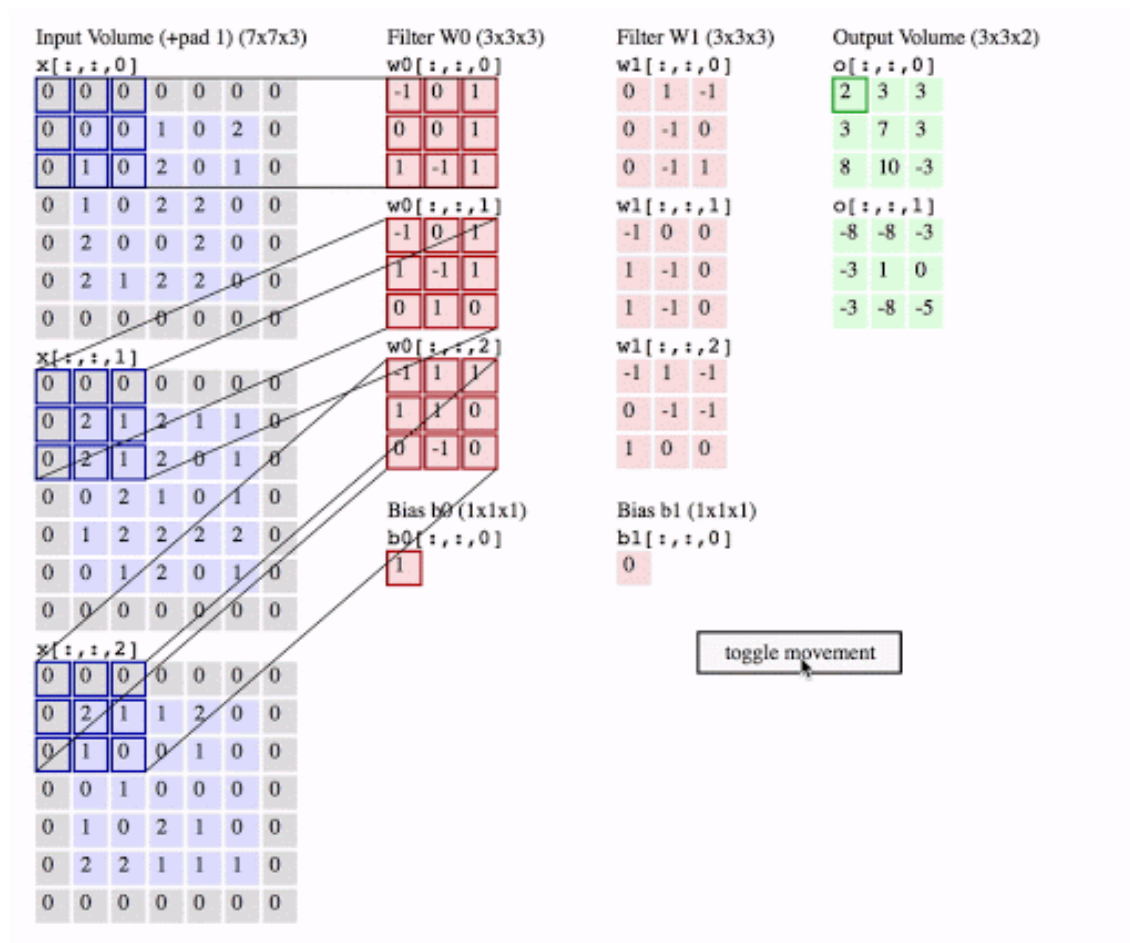 Input Volume (+pad 1) (7x7x3)
x[:,:,0]
0 0 0 0 0 0 0
0 0 0 1 0 2 0
0 1 0 2 0 1 0
0 1 0 2 2 0 0
0 2 0 0 2 0 0
0 2 1 2 2 0 0
0 0 0 0 0 0 0
x[:,:,1]
0 0 0 0 0 0 0
0 2 1 2 1 1 0
0 2 1 2 0 1 0
0 0 2 1 0 1 0
0 1 2 2 2 2 0
0 0 1 2 0 1 0
0 0 0 0 0 0 0
x[:,:,2]
0 0 0 0 0 0 0
0 2 1 1 2 0 0
0 1 0 0 1 0 0
0 0 1 0 0 0 0
0 1 0 2 1 0 0
0 2 2 1 1 1 0
0 0 0 0 0 0 0
Filter W0 (3x3x3)
w0[:,:,0]
-1 0 1
0 0 1
1 -1 1
w0[:,:,1]
-1 0 1
1 -1 1
0 1 0
w0[:,:,2]
-1 1 1
1 1 0
0 -1 0
Bias b0 (1x1x1)
b0[:,:,0]
1
Filter W1 (3x3x3)
w1[:,:,0]
0 1 -1
0 -1 0
0 -1 1
w1[:,:,1]
-1 0 0
1 -1 0
1 -1 0
w1[:,:,2]
-1 1 -1
0 -1 -1
1 0 0
Bias b1 (1x1x1)
b1[:,:,0]
0
Output Volume (3x3x2)
o[:,:,0]
2 3 3
3 7 3
8 10 -3
o[:,:,1]
-8 -8 -3
-3 1 0
-3 -8 -5
toggle movement